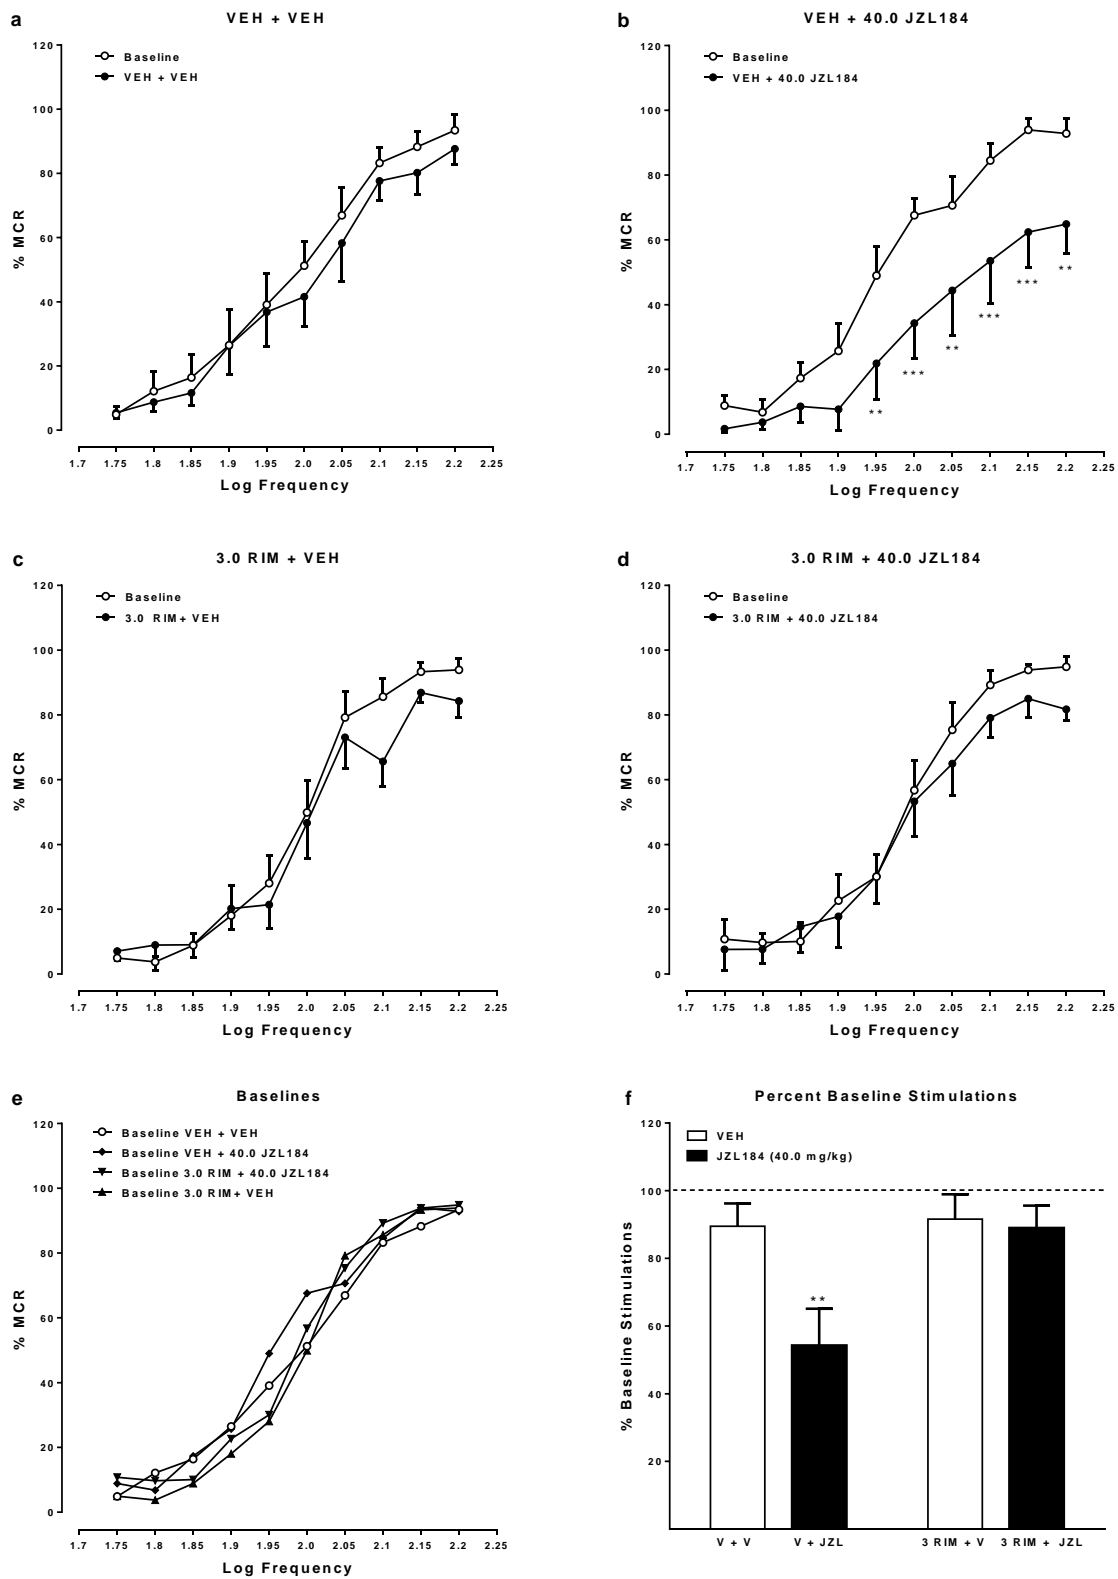 a
VEH + VEH
Baseline
VEH + VEH
120
100
80
60
40
20
0
% MCR
1.7 1.75 1.8 1.85 1.9 1.95 2.0 2.05 2.1 2.15 2.2 2.25
Log Frequency
b
VEH + 40.0 JZL184
Baseline
VEH + 40.0 JZL184
120
100
80
60
40
20
0
% MCR
** *** ** *** *** **
1.7 1.75 1.8 1.85 1.9 1.95 2.0 2.05 2.1 2.15 2.2 2.25
Log Frequency
c
3.0 RIM + VEH
Baseline
3.0 RIM+ VEH
120
100
80
60
40
20
0
% MCR
1.7 1.75 1.8 1.85 1.9 1.95 2.0 2.05 2.1 2.15 2.2 2.25
Log Frequency
d
3.0 RIM + 40.0 JZL184
Baseline
3.0 RIM + 40.0 JZL184
120
100
80
60
40
20
0
% MCR
1.7 1.75 1.8 1.85 1.9 1.95 2.0 2.05 2.1 2.15 2.2 2.25
Log Frequency
e
Baselines
Baseline VEH + VEH
Baseline VEH + 40.0 JZL184
Baseline 3.0 RIM + 40.0 JZL184
Baseline 3.0 RIM+ VEH
120
100
80
60
40
20
0
% MCR
1.7 1.75 1.8 1.85 1.9 1.95 2.0 2.05 2.1 2.15 2.2 2.25
Log Frequency
f
Percent Baseline Stimulations
VEH
JZL184 (40.0 mg/kg)
120
100
80
60
40
20
% Baseline Stimulations
**
V + V V + JZL 3 RIM + V 3 RIM + JZL